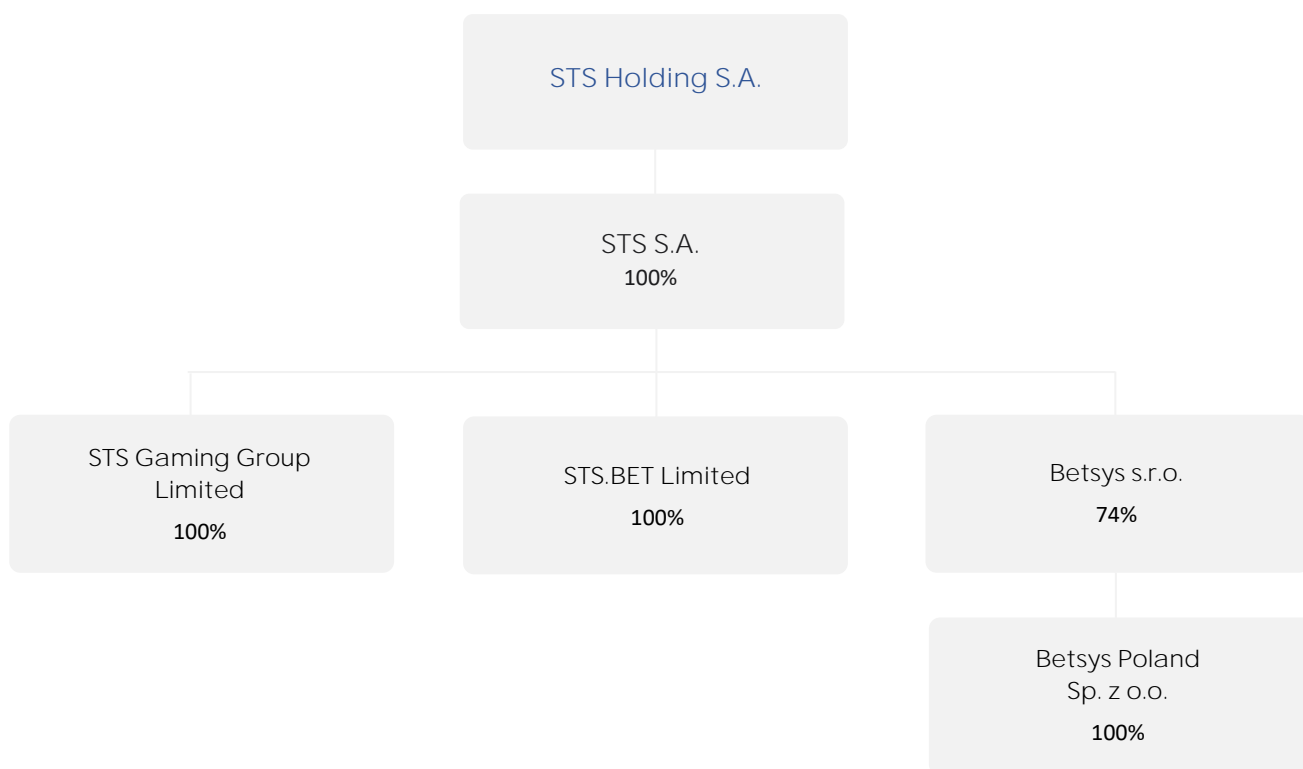 STS Holding S.A.
STS S.A.
100%
STS Gaming Group
Limited
100%
STS.BET Limited
100%
Betsys s.r.o.
74%
Betsys Poland
Sp. z o.o.
100%